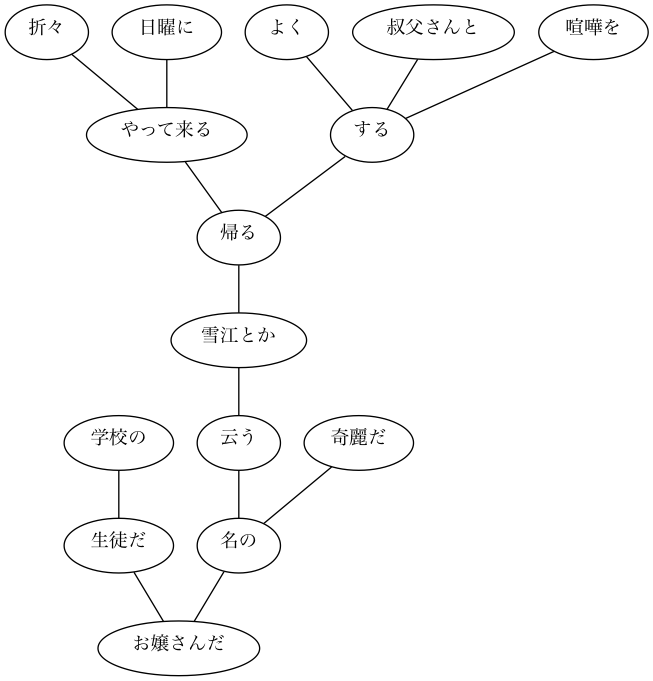 折々 日曜に よく 叔父さんと 喧嘩を
やって来る する
帰る
雪江とか
学校の 云う 奇麗だ
生徒だ 名の
お嬢さんだ